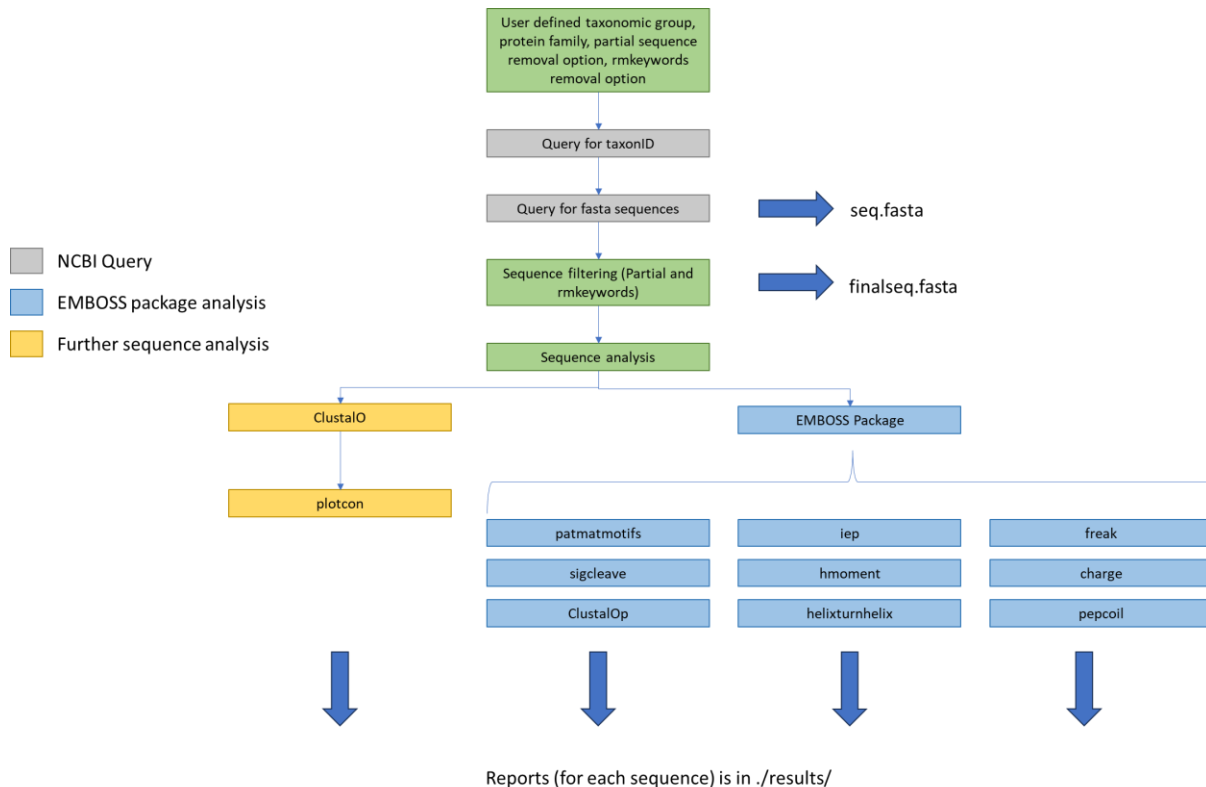 User defined taxonomic group,
protein family, partial sequence
removal option, rmkeywords
removal option
Query for taxonID
Query for fasta sequences
seq.fasta
NCBI Query
EMBOSS package analysis
Further sequence analysis
Sequence filtering (Partial and
rmkeywords)
finalseq.fasta
Sequence analysis
ClustalO
EMBOSS Package
plotcon
patmatmotifs
iep
freak
sigcleave
hmoment
charge
ClustalOp
helixturnhelix
pepcoil
Reports (for each sequence) is in ./results/